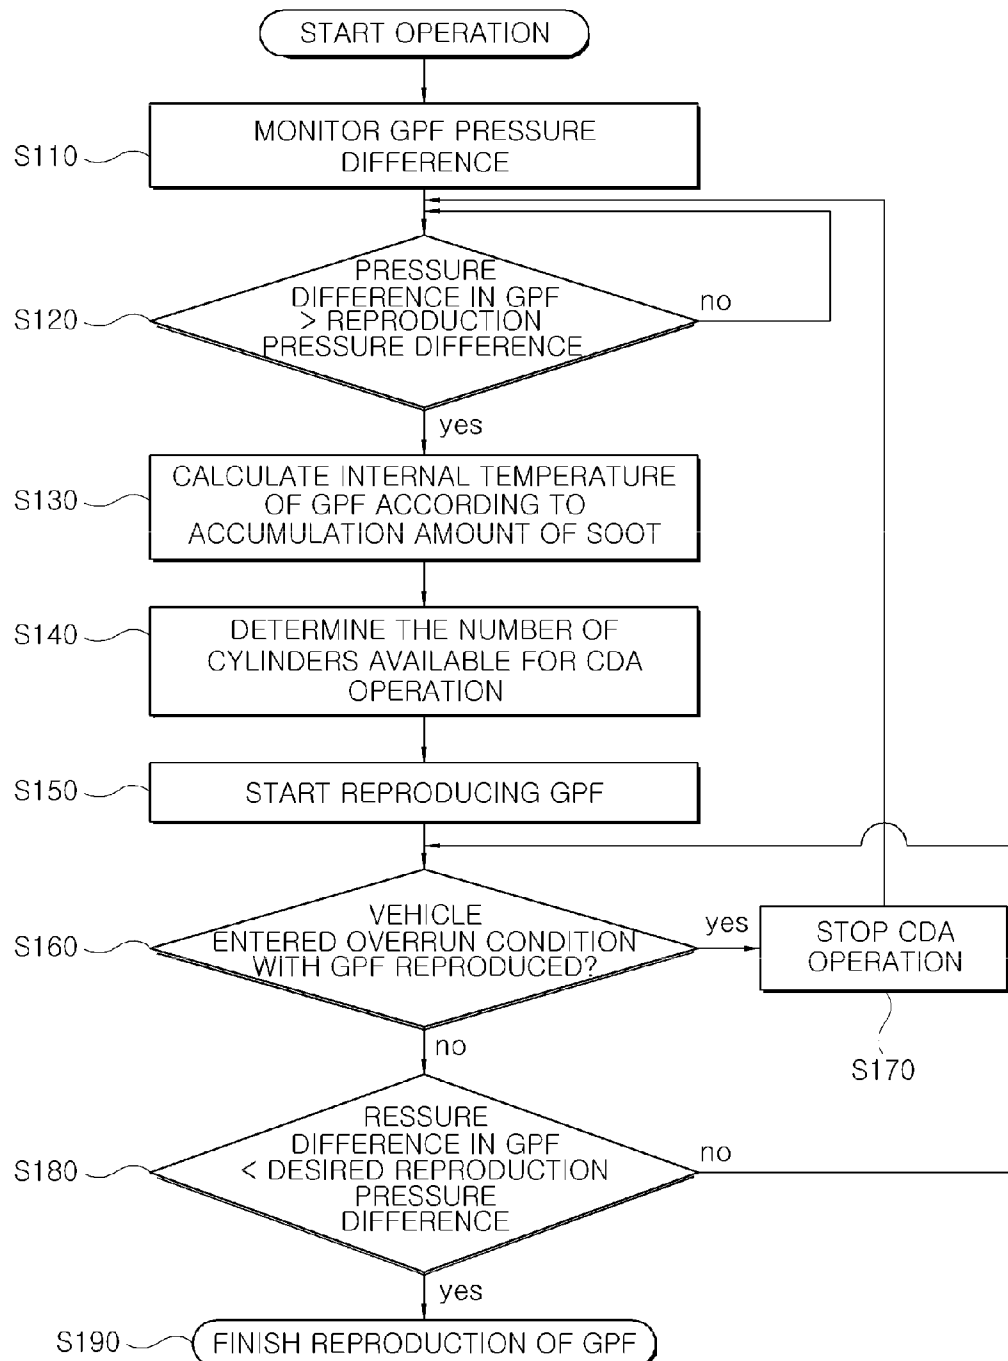 START OPERATION
S110
MONITOR GPF PRESSURE
DIFFERENCE
S120
PRESSURE
DIFFERENCE IN GPF
> REPRODUCTION
PRESSURE DIFFERENCE
no
yes
S130
CALCULATE INTERNAL TEMPERATURE
OF GPF ACCORDING TO
ACCUMULATION AMOUNT OF SOOT
S140
DETERMINE THE NUMBER OF
CYLINDERS AVAILABLE FOR CDA
OPERATION
S150
START REPRODUCING GPF
S160
VEHICLE
ENTERED OVERRUN CONDITION
WITH GPF REPRODUCED?
yes
STOP CDA
OPERATION
S170
no
S180
RESSURE
DIFFERENCE IN GPF
< DESIRED REPRODUCTION
PRESSURE
DIFFERENCE
no
yes
S190
FINISH REPRODUCTION OF GPF